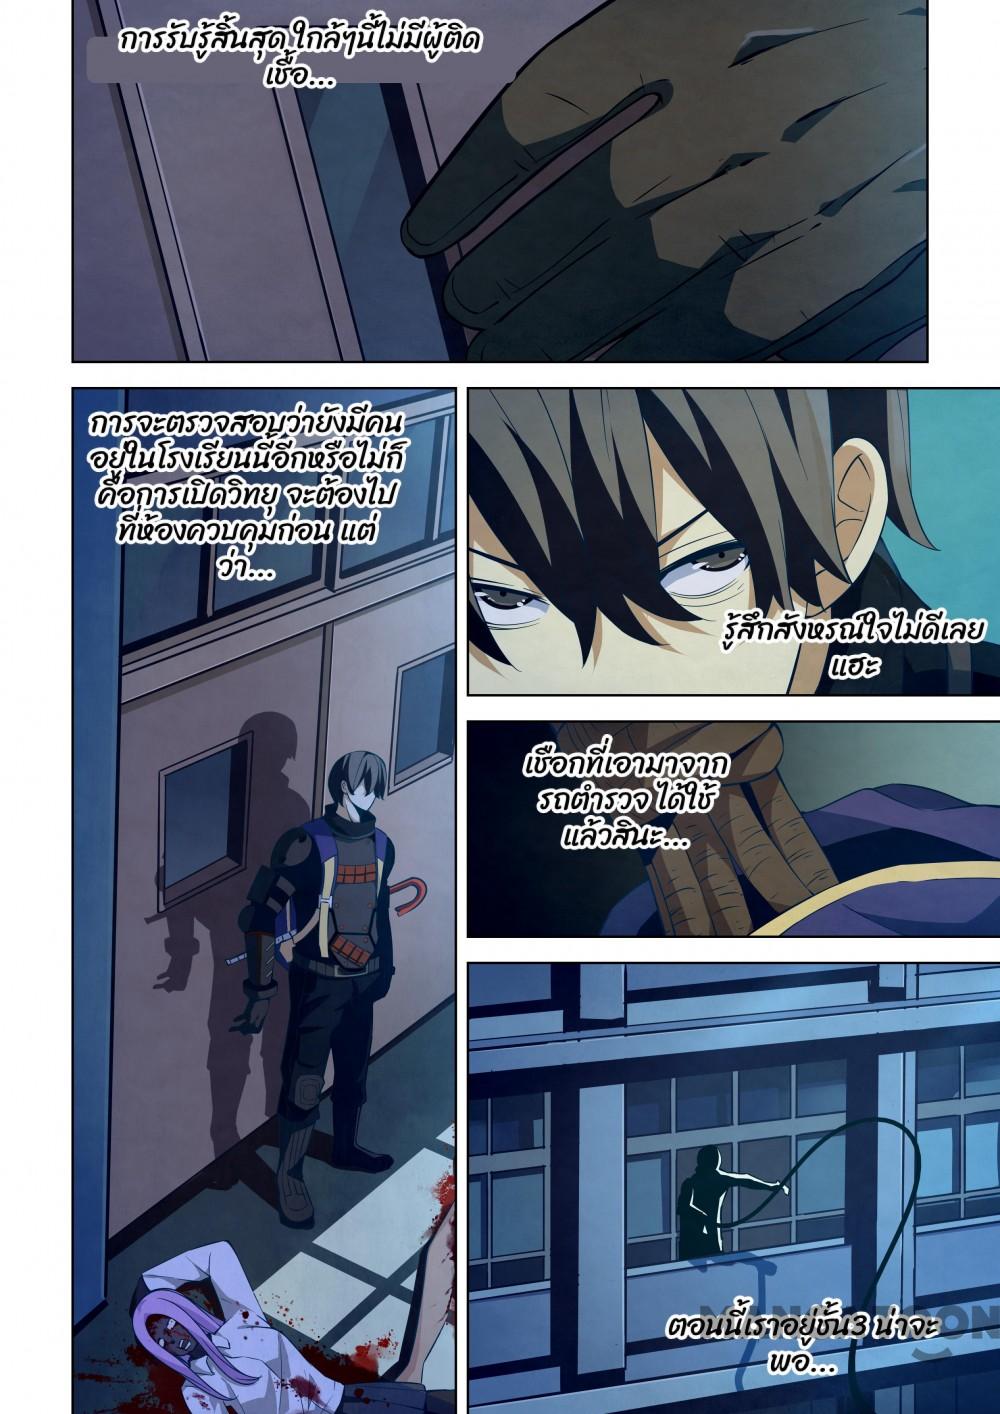 การรับรู้สิ้นสุด ใกล้ๆนี้ไม่มีผู้ติด
เชื้อ...
การจะตรวจสอบว่ายังมีคน
อยู่ในโรงเรียนนี้อีกหรือไม่ก็
คือการเปิดวิทยุ จะต้องไป
ที่ห้องควบคุมก่อน แต่
ว่า...
รู้สึกสังหรณ์ใจไม่ดีเลย
แฮะ
เชือกที่เอามาจาก
รถตำรวจ ได้ใช้
แล้วสินะ...
ตอนนี้เราอยู่ชั้น3 น่าจะ
พอ...